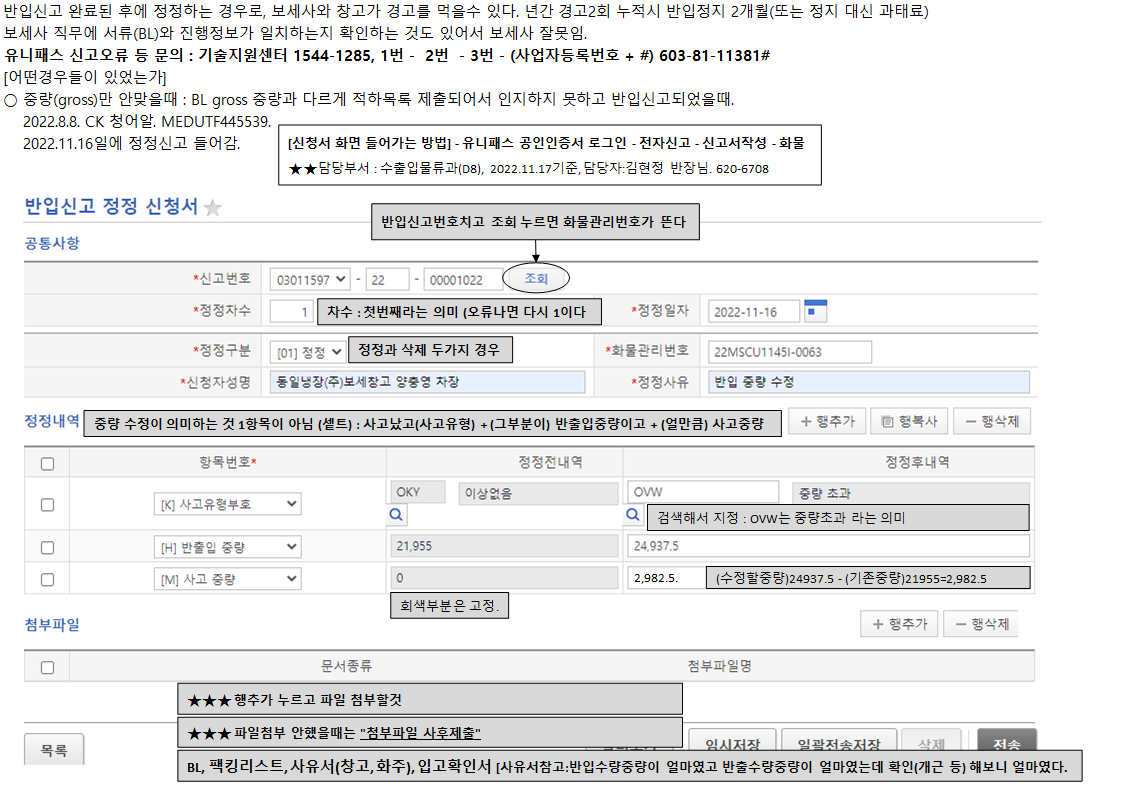 반입신고 완료된 후에 정정하는 경우로, 보세사와 창고가 경고를 먹을수 있다. 년간 경고2회 누적시 반입정지 2개월(또는 정지 대신 과태료)
보세사 직무에 서류(BL)와 진행정보가 일치하는지 확인하는 것도 있어서 보세사 잘못임.
유니패스 신고오류 등 문의 : 기술지원센터 1544-1285, 1번 - 2번 - 3번 - (사업자등록번호 + #) 603-81-11381#
[어떤경우들이 있었는가]
○ 중량(gross)만 안맞을때 : BL gross 중량과 다르게 적하목록 제출되어서 인지하지 못하고 반입신고되었을때.
2022.8.8. CK 청어알. MEDUTF445539.
2022.11.16일에 정정신고 들어감.
[신청서 화면 들어가는 방법] - 유니패스 공인인증서 로그인 - 전자신고 - 신고서작성 - 화물
★★담당부서 : 수출입물류과(D8), 2022.11.17기준, 담당자:김현정 반장님. 620-6708
반입신고 정정 신청서 ★
반입신고번호치고 조회 누르면 화물관리번호가 뜬다
공통사항
*신고번호 03011597 - 22 - 00001022 조회
*정정차수 1 차수 : 첫번째라는 의미 (오류나면 다시 1이다 *정정일자 2022-11-16
*정정구분 [01] 정정 정정과 삭제 두가지 경우 *화물관리번호 22MSCU1145I-0063
*신청자성명 동일냉장(주)보세창고 양충영 차장 *정정사유 반입 중량 수정
정정내역 중량 수정이 의미하는 것 1항목이 아님 (셑트) : 사고났고(사고유형) + (그부분이) 반출입중량이고 + (얼만큼) 사고중량 + 행추가 행복사 - 행삭제
항목번호* 정정전내역 정정후내역
[K] 사고유형부호 OKY 이상없음 OVW 중량 초과
검색해서 지정 : OVW는 중량초과 라는 의미
[H] 반출입 중량 21,955 24,937.5
[M] 사고 중량 0 2,982.5. (수정할중량)24937.5 - (기존중량)21955=2,982.5
회색부분은 고정.
첨부파일 + 행추가 - 행삭제
문서종류 첨부파일명
★★★ 행추가 누르고 파일 첨부할것
★★★ 파일첨부 안했을때는 "첨부파일 사후제출"
목록 임시저장 일괄전송저장 삭제 전송
BL, 팩킹리스트, 사유서(창고,화주), 입고확인서 [사유서참고:반입수량중량이 얼마였고 반출수량중량이 얼마였는데 확인(개근 등) 해보니 얼마였다.